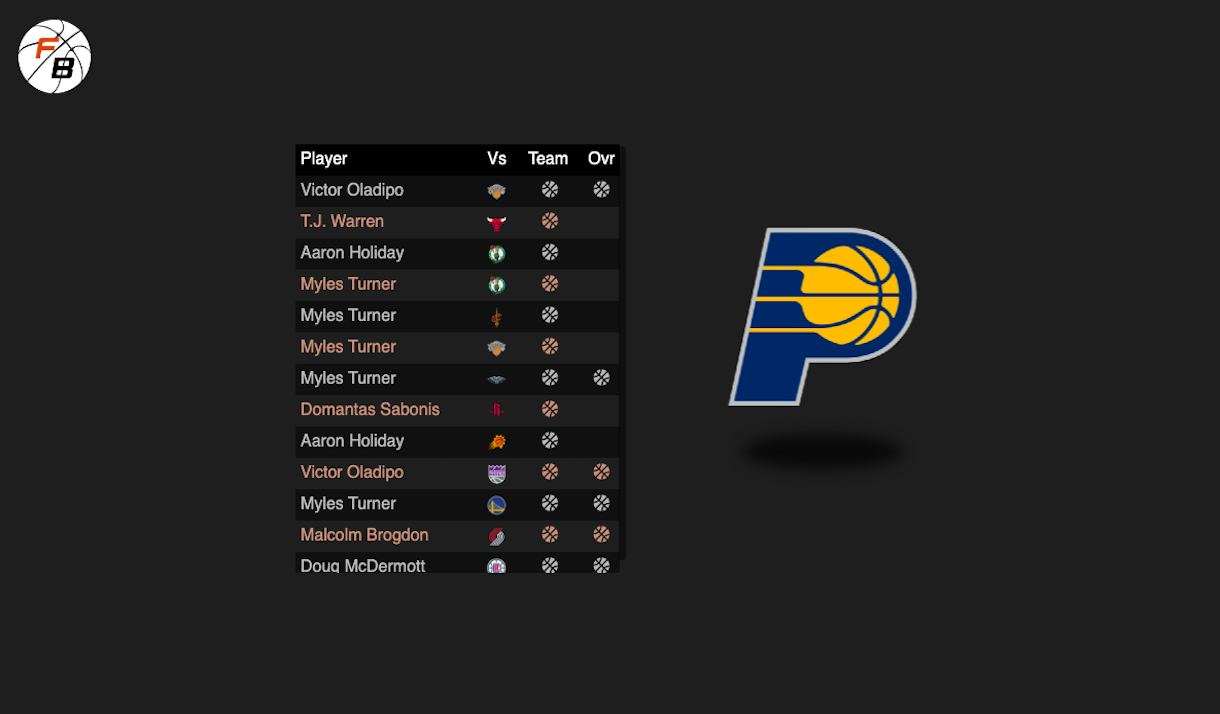 FB
Player Vs Team Ovr
Victor Oladipo
T.J. Warren
Aaron Holiday
Myles Turner
Myles Turner
Myles Turner
Myles Turner
Domantas Sabonis
Aaron Holiday
Victor Oladipo
Myles Turner
Malcolm Brogdon
Doug McDermott